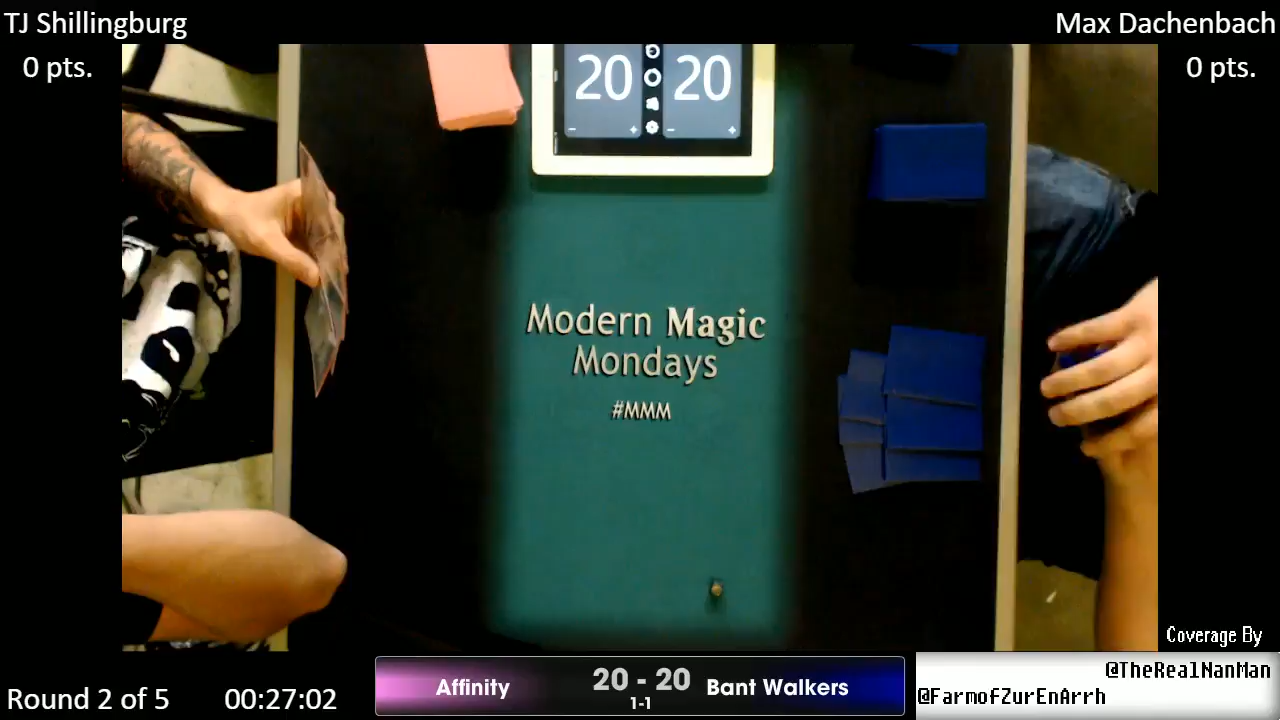 TJ Shillingburg
Max Dachenbach
0 pts.
0 pts.
20 20
- + - +
Modern Magic
Mondays
#MMM
Coverage By
@TheRealNanMan
@FarmofZurEnArrh
Round 2 of 5
00:27:02
Affinity
20 - 20
1-1
Bant Walkers